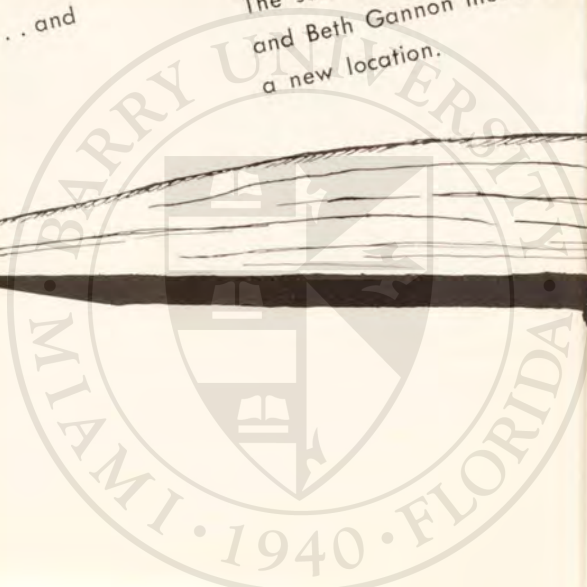 . . and
The
and Beth Gannon
a new location.
BARRY UNIVERSITY
MIAMI · 1940 · FLORIDA